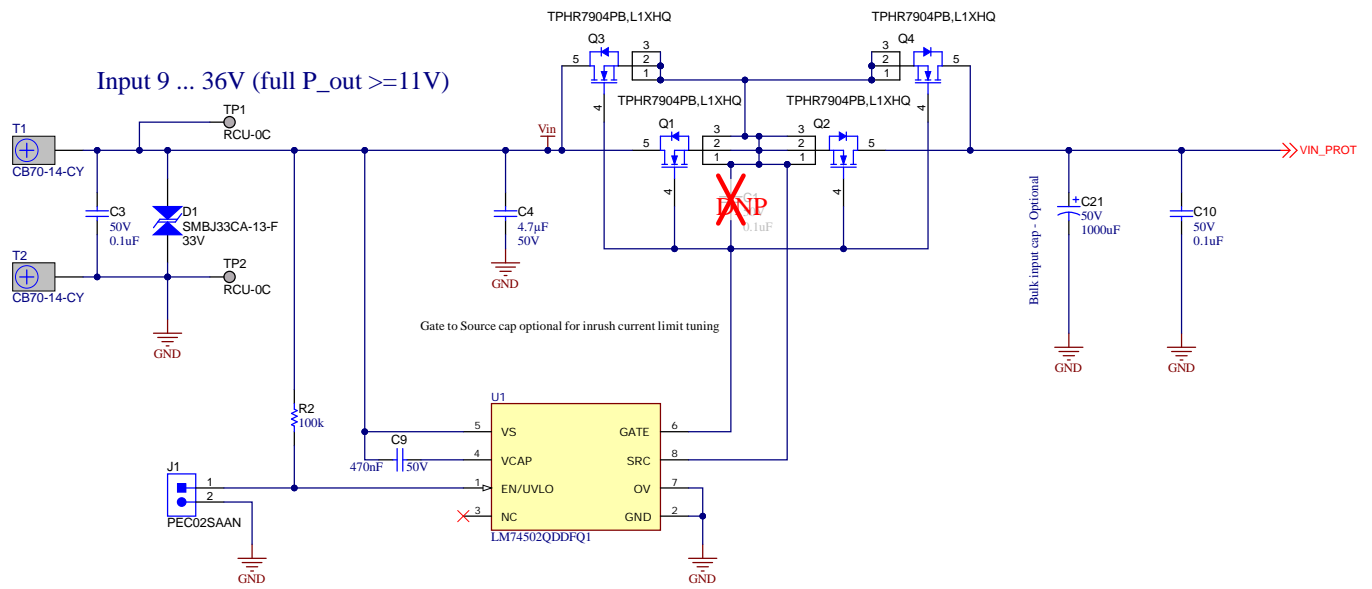 TPHR7904PB,L1XHQ
TPHR7904PB,L1XHQ
Q3
Q4
3
2
1
5
4
3
2
1
5
4
Input 9 ... 36V (full P_out >=11V)
TPHR7904PB,L1XHQ
TPHR7904PB,L1XHQ
T1
CB70-14-CY
TP1
RCU-0C
Vin
Q1
Q2
5
3
2
1
4
3
2
1
5
4
VIN_PROT
C3
50V
0.1uF
D1
SMBJ33CA-13-F
33V
C4
4.7µF
50V
GND
DNP
0.1uF
Bulk input cap - Optional
C21
+
50V
1000uF
GND
C10
50V
0.1uF
GND
T2
CB70-14-CY
TP2
RCU-0C
GND
Gate to Source cap optional for inrush current limit tuning
R2
100k
C9
470nF
50V
U1
5
VS
GATE
6
4
VCAP
SRC
8
1
EN/UVLO
OV
7
3
NC
GND
2
LM74502QDDFQ1
GND
J1
1
2
PEC02SAAN
GND